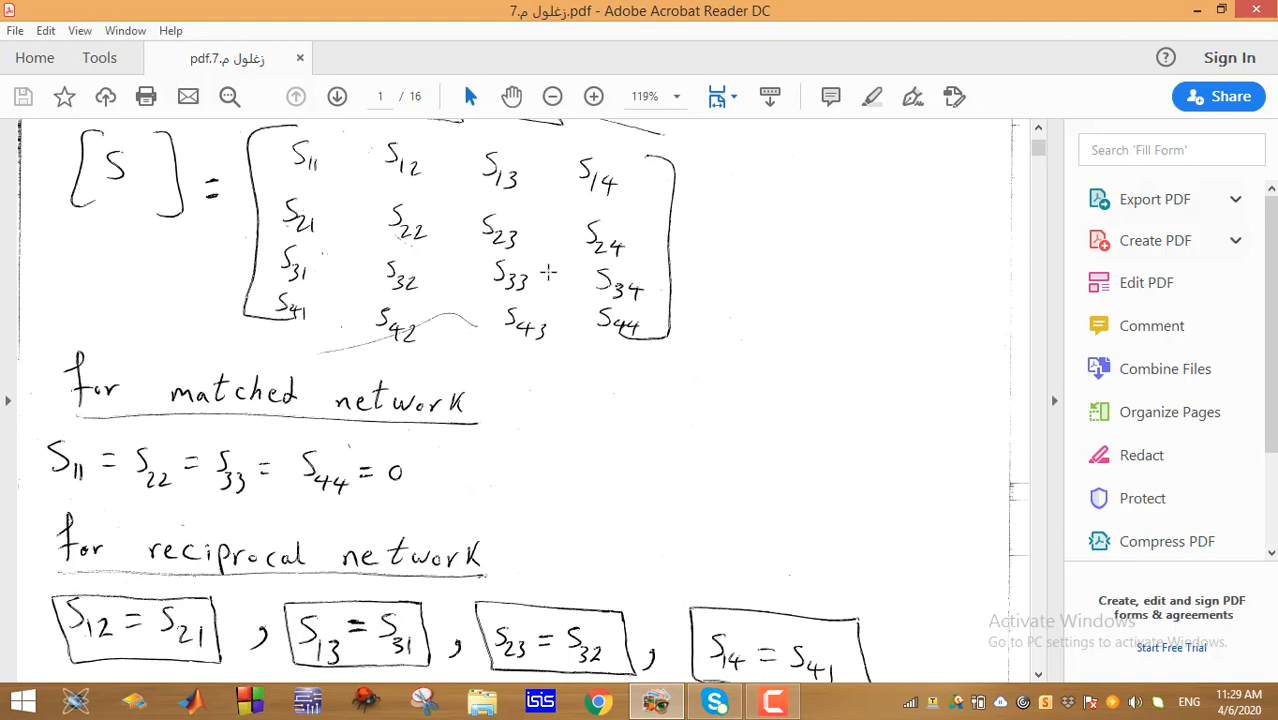 زغلول م.7.pdf - Adobe Acrobat Reader DC
File Edit View Window Help
Home Tools زغلول م.7.pdf × Sign In
1 / 16 119% Share
[S] =
S11 S12 S13 S14
S21 S22 S23 S24
S31 S32 S33 S34
S41 S42 S43 S44
for matched network
S11 = S22 = S33 = S44 = 0
for reciprocal network
S12 = S21 , S13 = S31 , S23 = S32 , S14 = S41
Search 'Fill Form'
Export PDF
Create PDF
Edit PDF
Comment
Combine Files
Organize Pages
Redact
Protect
Compress PDF
Create, edit and sign PDF
forms & agreements
Start Free Trial
Activate Windows
Go to PC settings to activate Windows.
isis
ENG
11:29 AM
4/6/2020